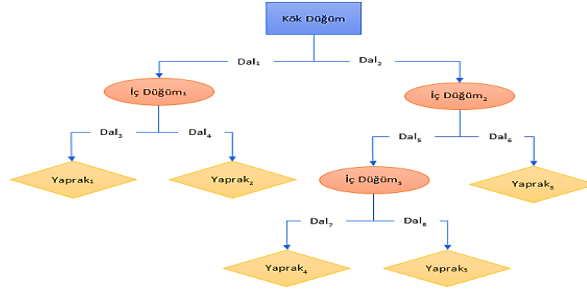 Kök Düğüm
Dal₁
Dal₂
İç Düğüm₁
İç Düğüm₂
Dal₃
Dal₄
Dal₅
Dal₆
Yaprak₁
Yaprak₂
İç Düğüm₃
Yaprak₃
Dal₇
Dal₈
Yaprak₄
Yaprak₅